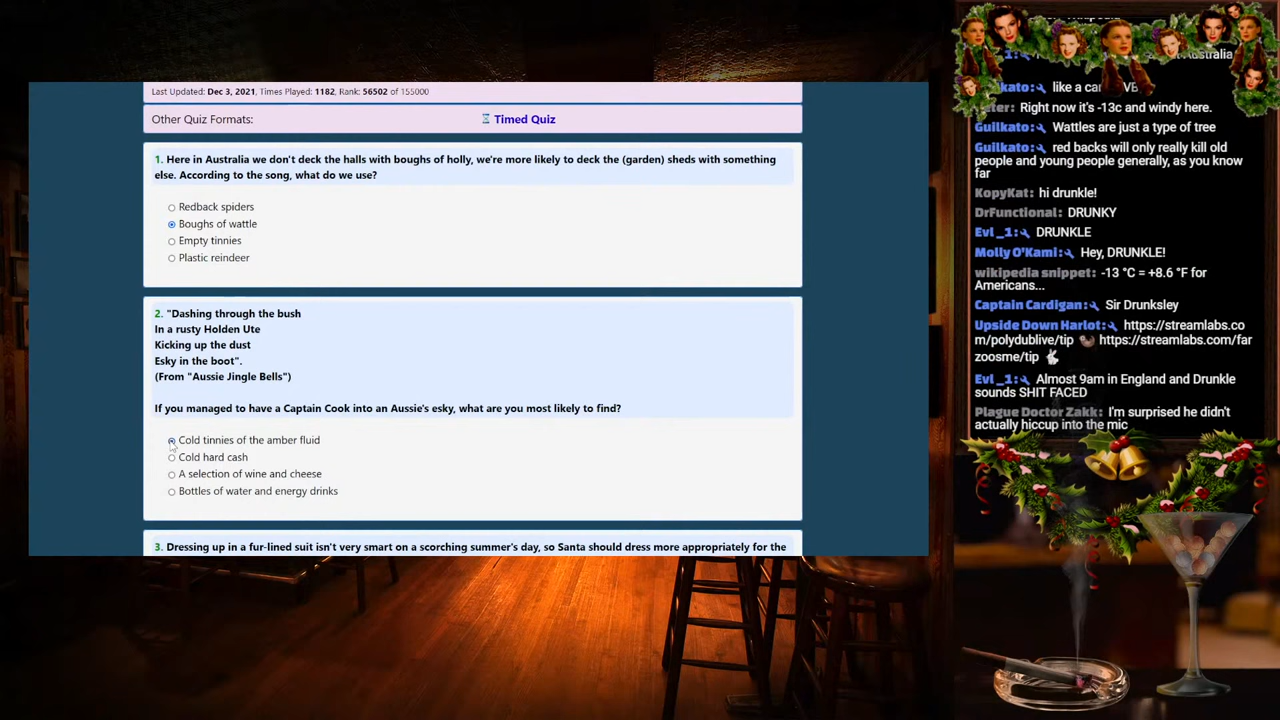 Last Updated: Dec 3, 2021, Times Played: 1182, Rank: 56502 of 155000
Other Quiz Formats:
Timed Quiz
1. Here in Australia we don't deck the halls with boughs of holly, we're more likely to deck the (garden) sheds with something
else. According to the song, what do we use?
Redback spiders
Boughs of wattle
Empty tinnies
Plastic reindeer
2. "Dashing through the bush
In a rusty Holden Ute
Kicking up the dust
Esky in the boot".
(From "Aussie Jingle Bells")
If you managed to have a Captain Cook into an Aussie's esky, what are you most likely to find?
Cold tinnies of the amber fluid
Cold hard cash
A selection of wine and cheese
Bottles of water and energy drinks
3. Dressing up in a fur-lined suit isn't very smart on a scorching summer's day, so Santa should dress more appropriately for the
kato: like a
Right now it's -13c and windy here.
Guilkato: Wattles are just a type of tree
Guilkato: red backs will only really kill old
people and young people generally, as you know
far
KopyKat: hi drunkle!
DrFunctional: DRUNKY
Evl_1: DRUNKLE
Molly O'Kami: Hey, DRUNKLE!
wikipedia snippet: -13 °C = +8.6 °F for
Americans...
Captain Cardigan: Sir Drunksley
Upside Down Harlot: https://streamlabs.co
m/polydublive/tip https://streamlabs.com/far
zoosme/tip
Evl_1: Almost 9am in England and Drunkle
sounds SHIT FACED
Plague Doctor Zakk: I'm surprised he didn't
actually hiccup into the mic